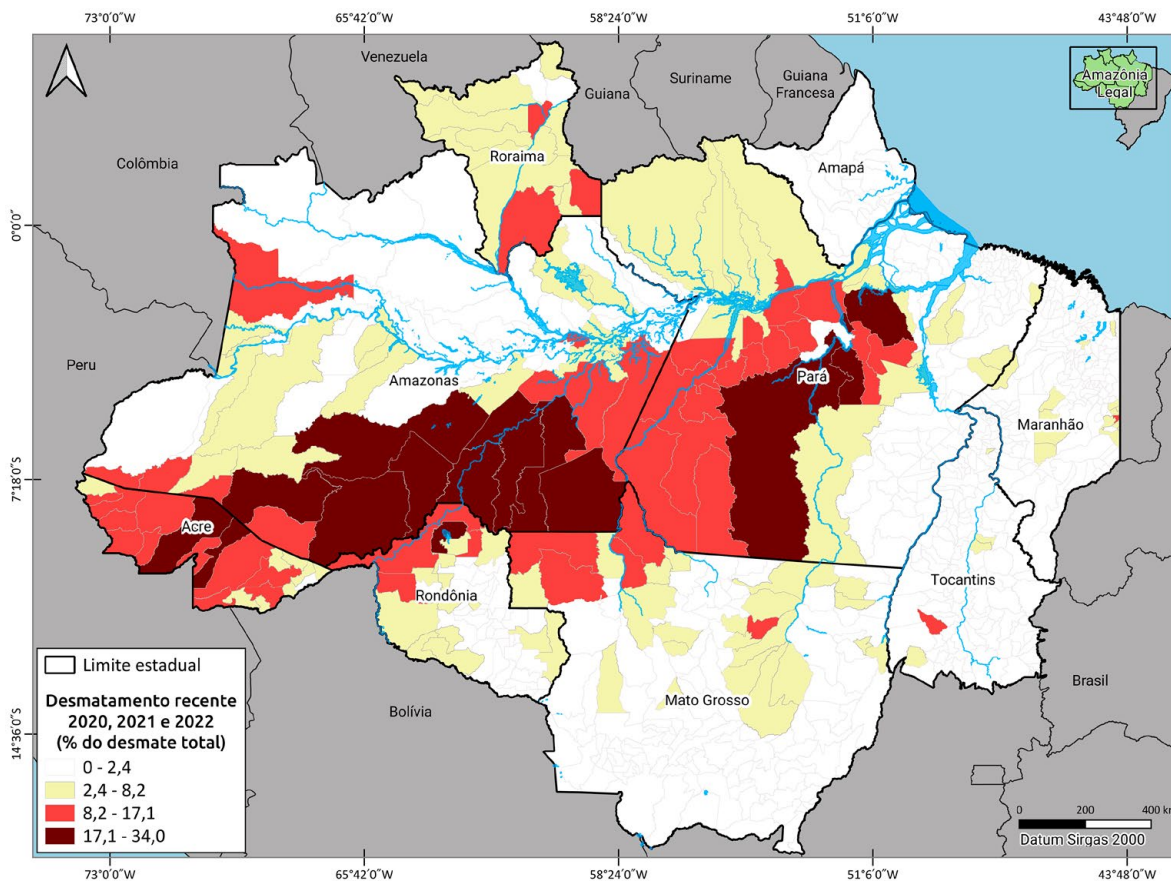 73°0′0″W
65°42′0″W
58°24′0″W
51°6′0″W
43°48′0″W
Venezuela
Suriname
Guiana
Francesa
Guiana
Amazônia
Legal
Colômbia
Roraima
Amapá
0°0′0″
Peru
Amazonas
Pará
Maranhão
7°18′0″S
Acre
Rondônia
Tocantins
Limite estadual
Desmatamento recente
2020, 2021 e 2022
(% do desmate total)
0 - 2,4
2,4 - 8,2
8,2 - 17,1
17,1 - 34,0
Bolívia
Mato Grosso
Brasil
14°36′0″S
0 200 400 km
Datum Sirgas 2000
73°0′0″W
65°42′0″W
58°24′0″W
51°6′0″W
43°48′0″W